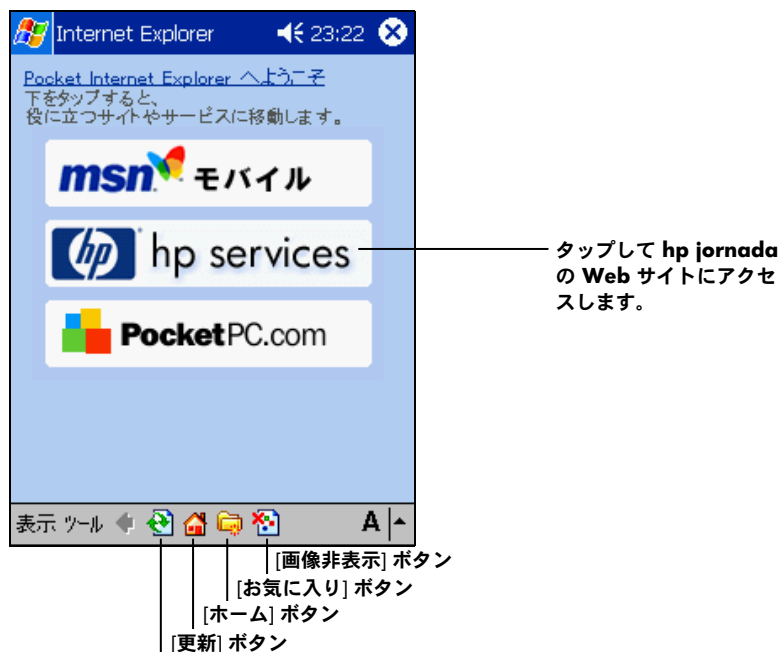 Internet Explorer 23:22
Pocket Internet Explorer へようこそ
下をタップすると、
役に立つサイトやサービスに移動します。
msn モバイル
hp hp services
PocketPC.com
タップして hp jornada
の Web サイトにアクセ
スします。
表示 ツール A
[画像非表示] ボタン
[お気に入り] ボタン
[ホーム] ボタン
[更新] ボタン